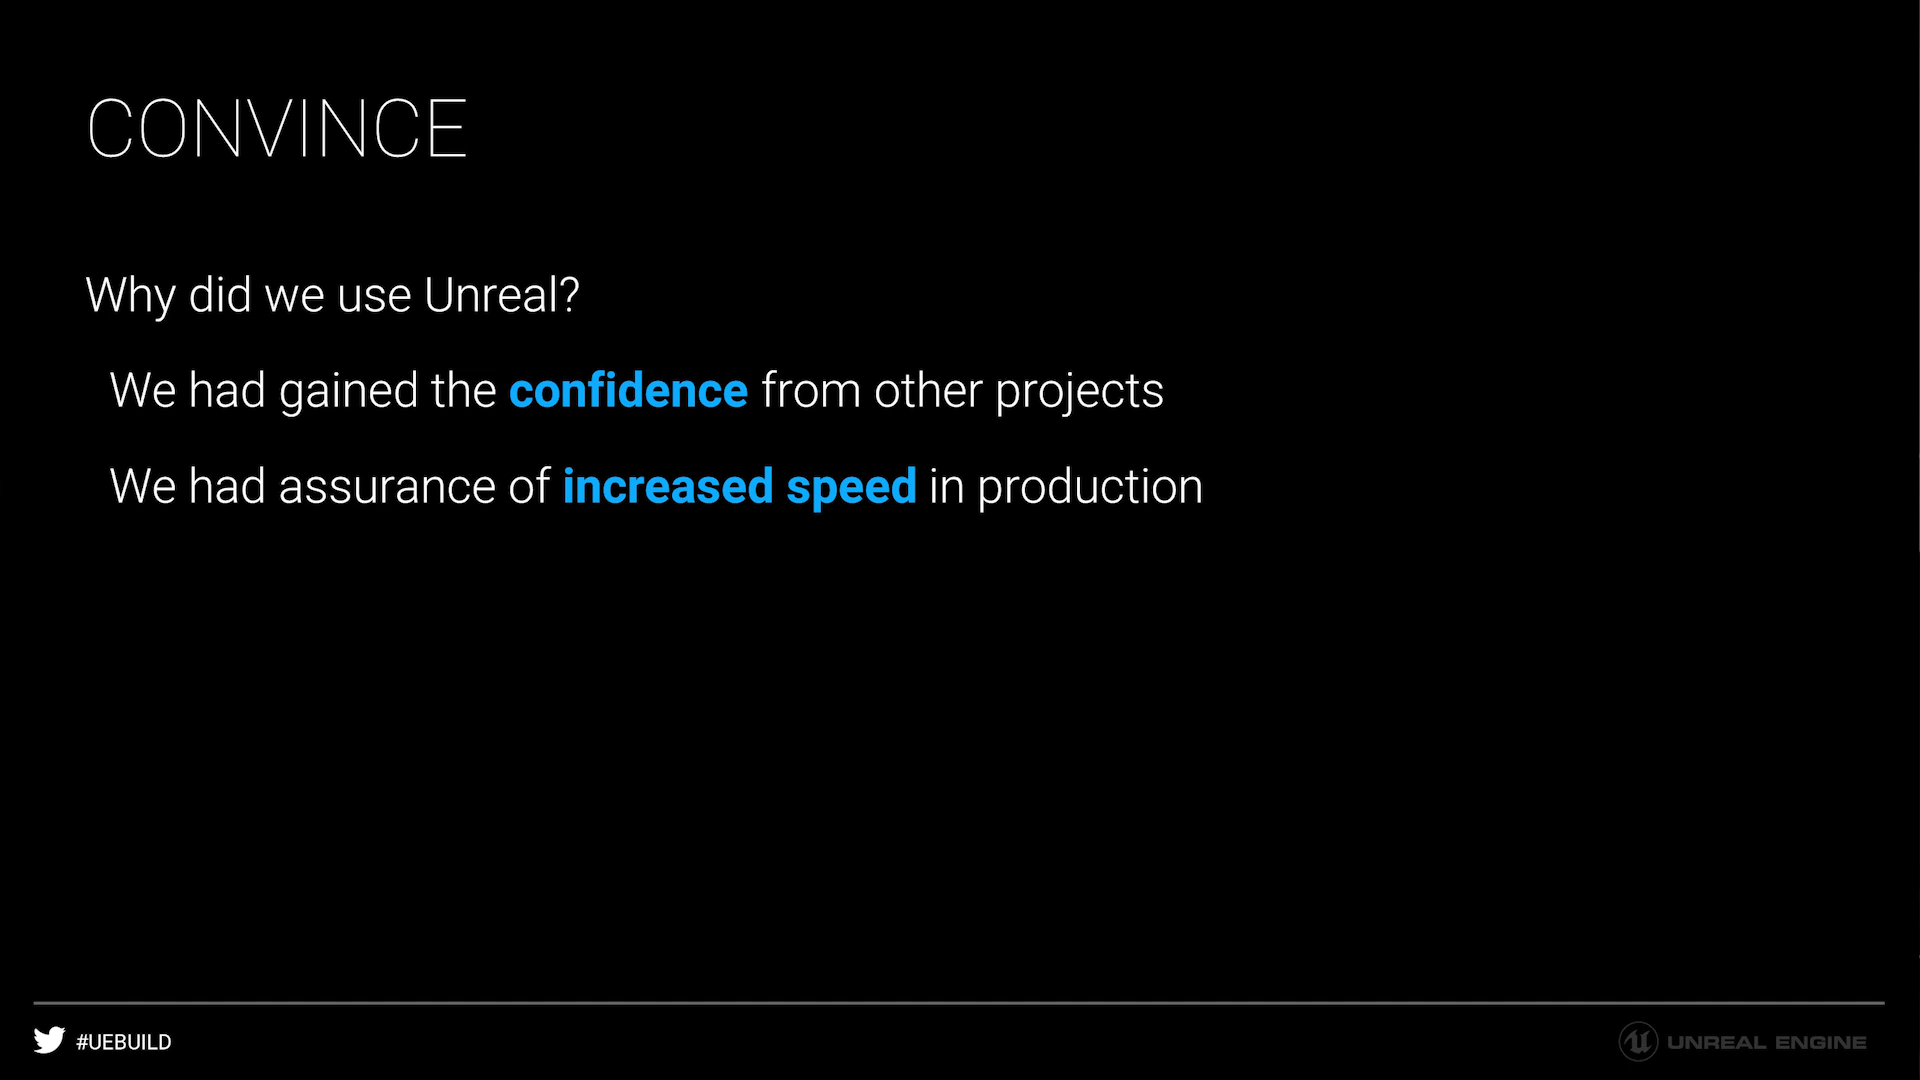 CONVINCE
Why did we use Unreal?
We had gained the confidence from other projects
We had assurance of increased speed in production
#UEBUILD
UNREAL ENGINE